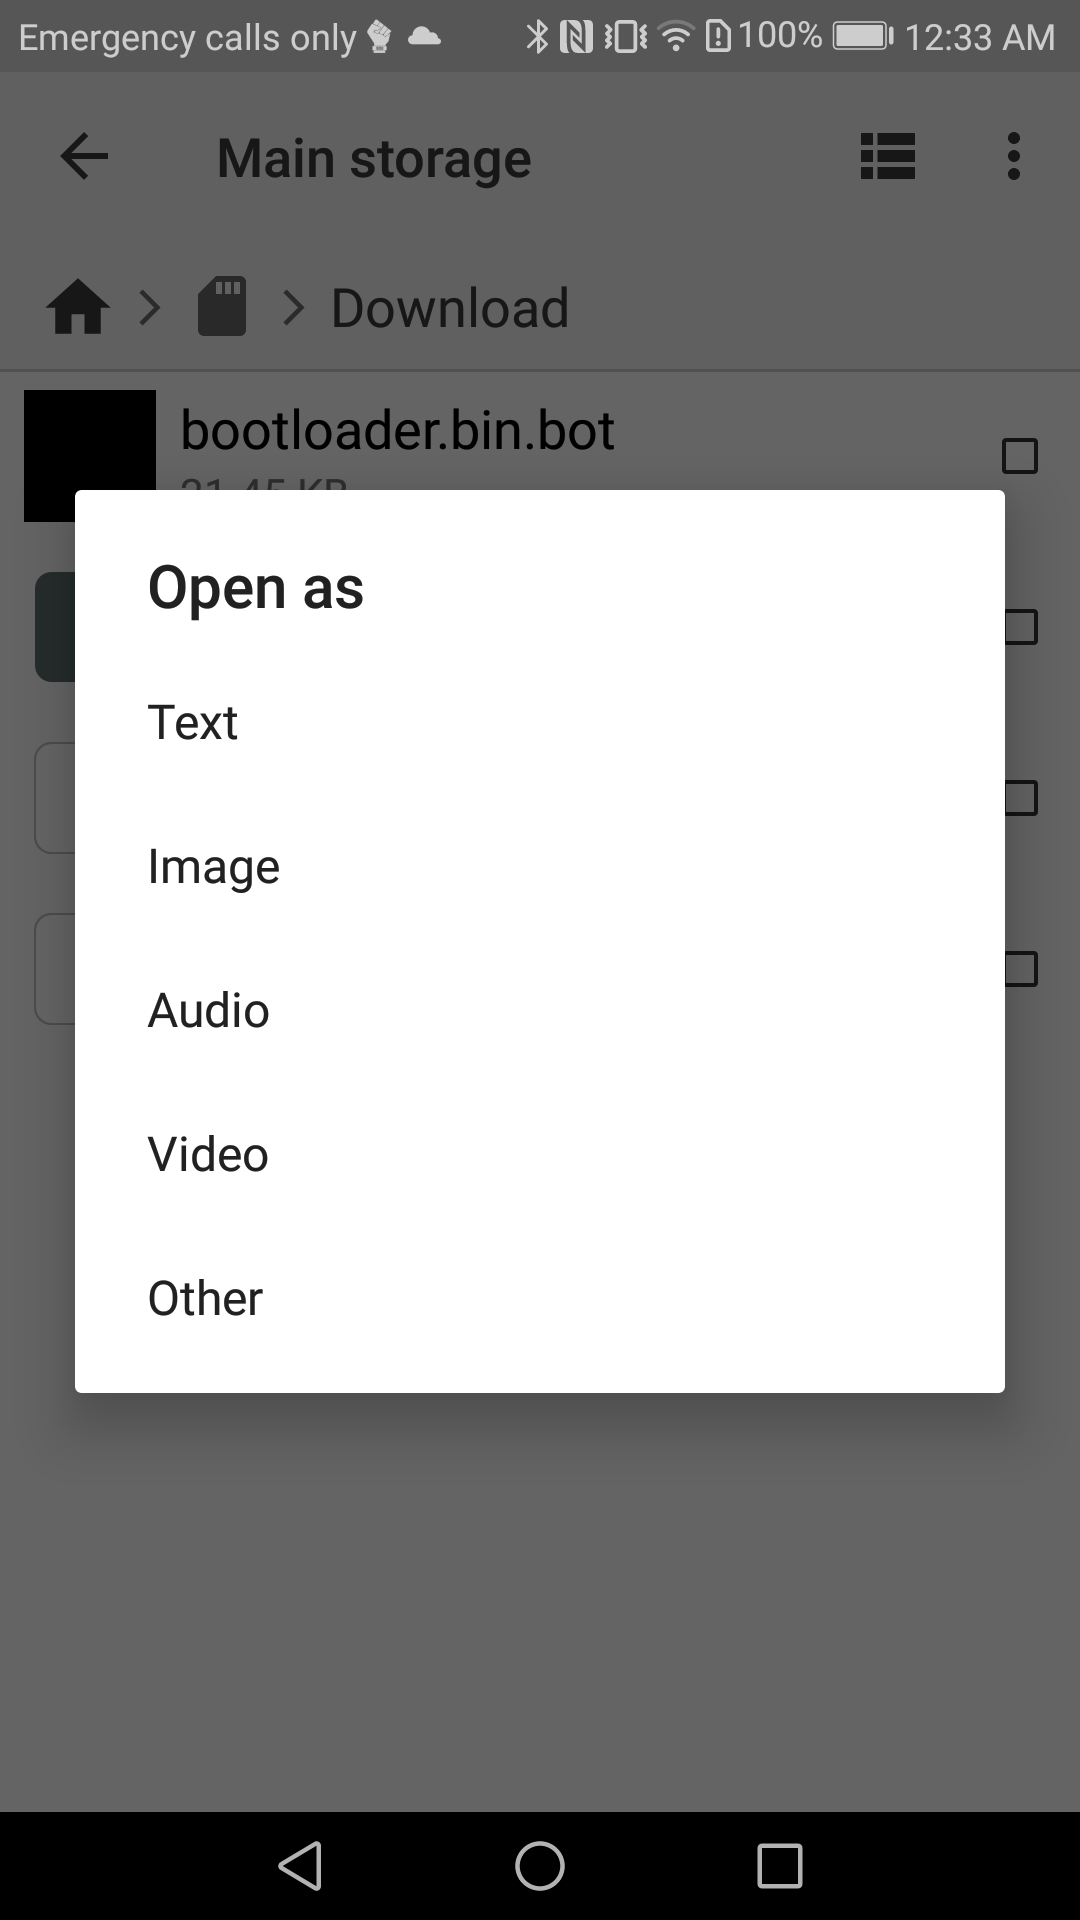 Emergency calls only 100% 12:33 AM
Main storage
Download
bootloader.bin.bot
Open as
Text
Image
Audio
Video
Other